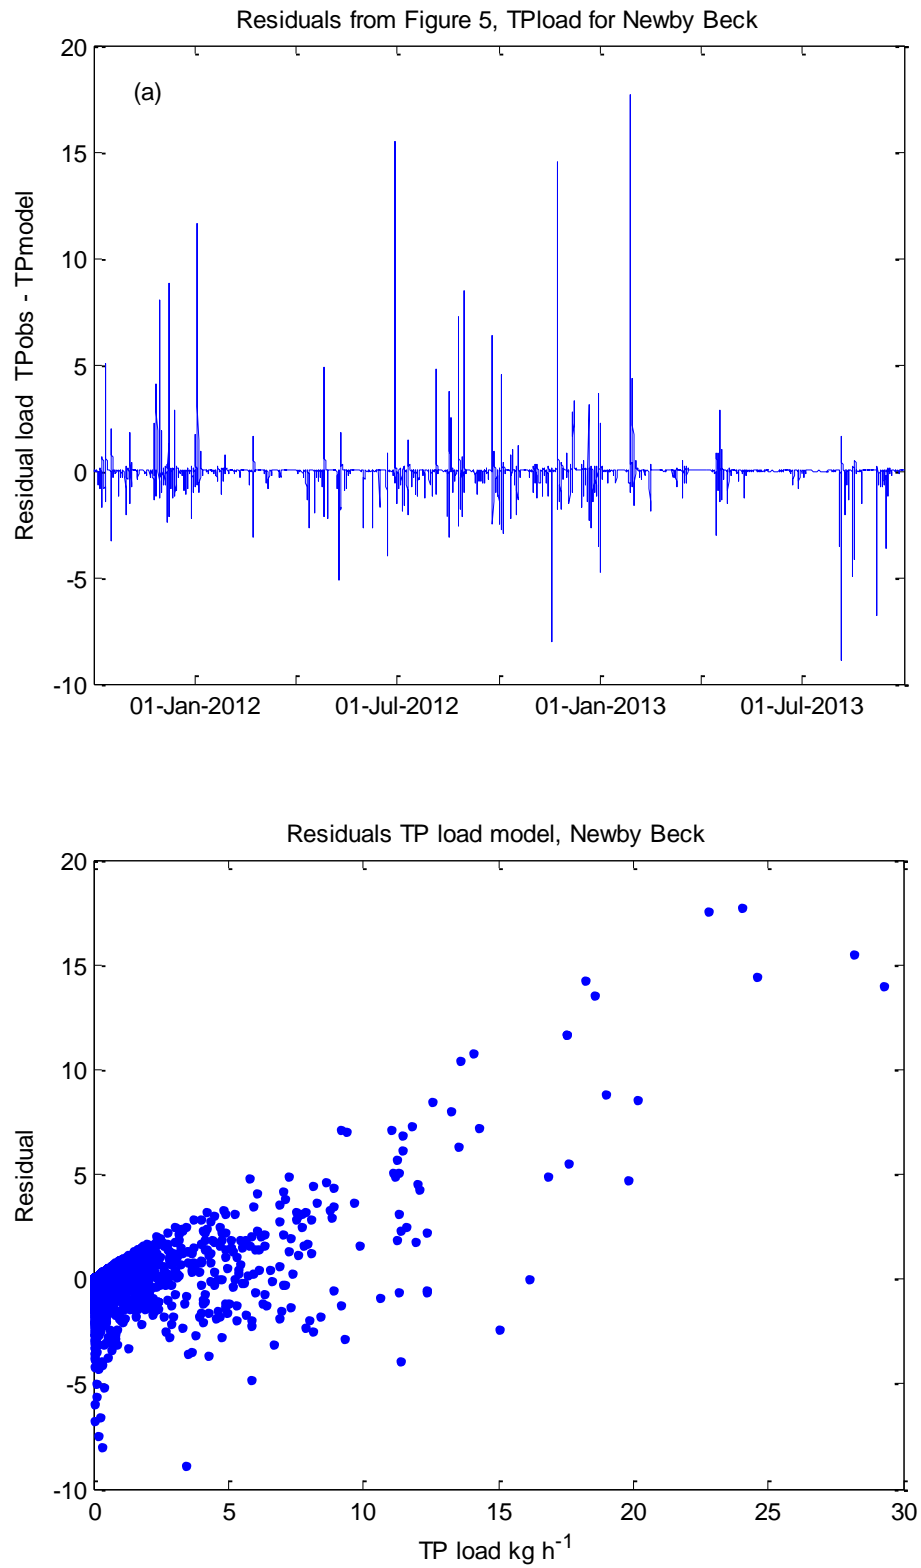 Residuals from Figure 5, TPload for Newby Beck
(a)
Residual load TPobs - TPmodel
20
15
10
5
0
-5
-10
01-Jan-2012 01-Jul-2012 01-Jan-2013 01-Jul-2013
Residuals TP load model, Newby Beck
Residual
20
15
10
5
0
-5
-10
0 5 10 15 20 25 30
TP load kg h⁻¹